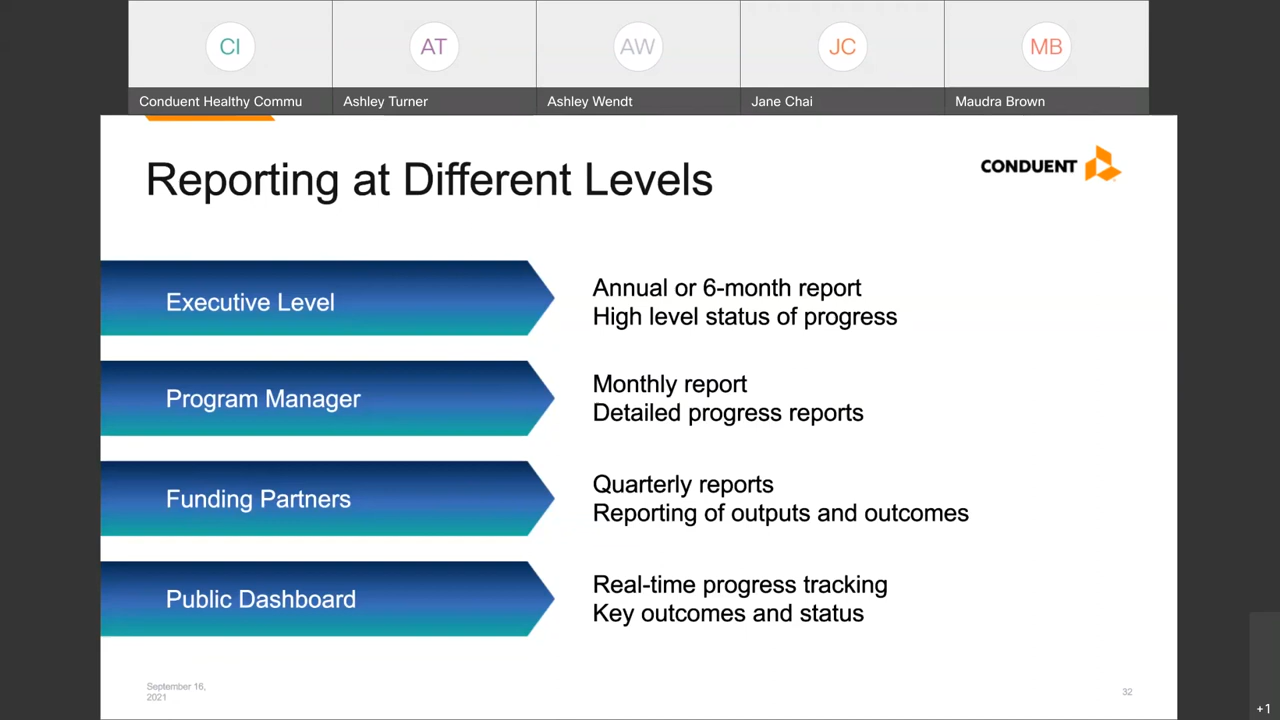 CI
AT
AW
JC
MB
Conduent Healthy Commu
Ashley Turner
Ashley Wendt
Jane Chai
Maudra Brown
Reporting at Different Levels
CONDUENT
Executive Level
Annual or 6-month report
High level status of progress
Program Manager
Monthly report
Detailed progress reports
Funding Partners
Quarterly reports
Reporting of outputs and outcomes
Public Dashboard
Real-time progress tracking
Key outcomes and status
September 16,
2021
32
+1